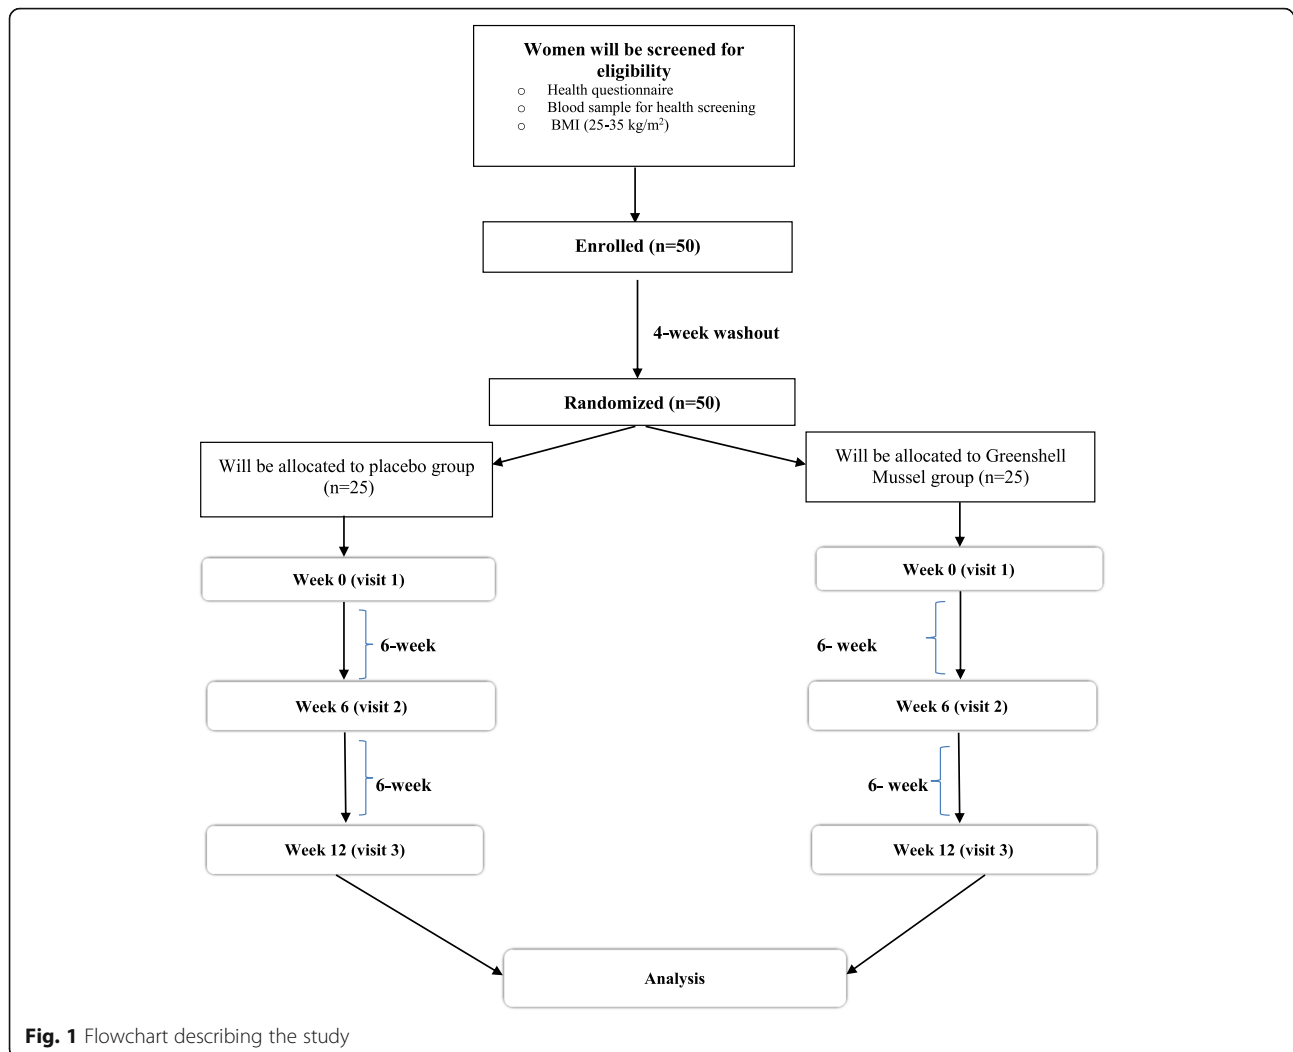 Women will be screened for
eligibility
o Health questionnaire
o Blood sample for health screening
o BMI (25-35 kg/m²)
Enrolled (n=50)
4-week washout
Randomized (n=50)
Will be allocated to placebo group
(n=25)
Will be allocated to Greenshell
Mussel group (n=25)
Week 0 (visit 1)
Week 0 (visit 1)
6-week
6- week
Week 6 (visit 2)
Week 6 (visit 2)
6-week
6- week
Week 12 (visit 3)
Week 12 (visit 3)
Analysis
Fig. 1 Flowchart describing the study